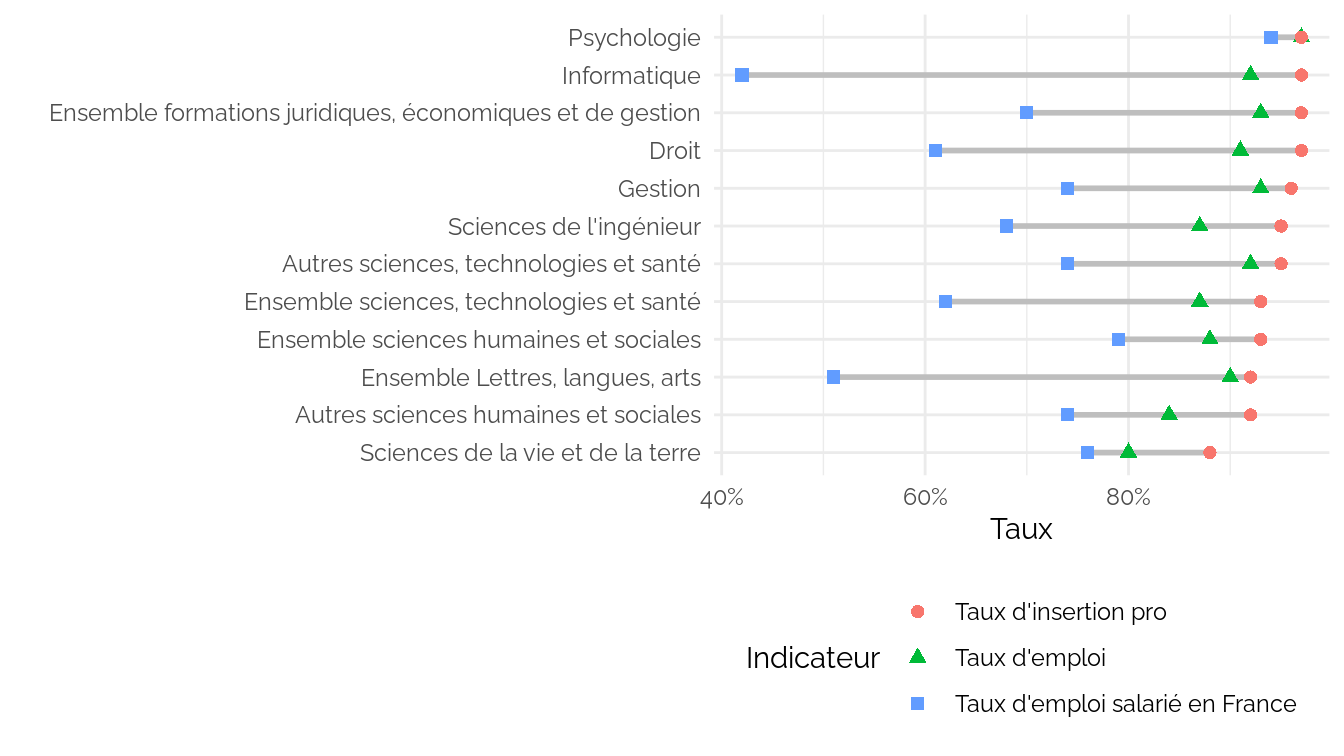 Psychologie
Informatique
Ensemble formations juridiques, économiques et de gestion
Droit
Gestion
Sciences de l'ingénieur
Autres sciences, technologies et santé
Ensemble sciences, technologies et santé
Ensemble sciences humaines et sociales
Ensemble Lettres, langues, arts
Autres sciences humaines et sociales
Sciences de la vie et de la terre
40% 60% 80%
Taux
Indicateur
Taux d'insertion pro
Taux d'emploi
Taux d'emploi salarié en France